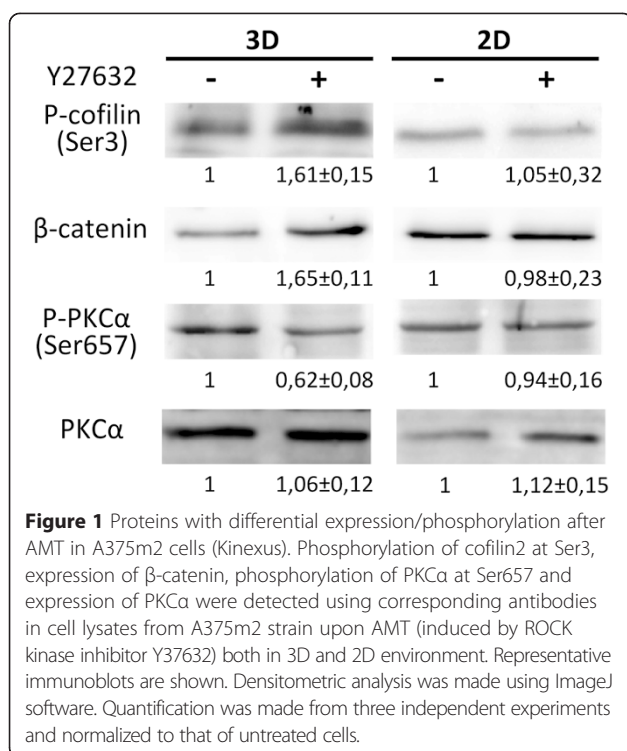 3D 2D
Y27632 - + - +
P-cofilin
(Ser3)
1 1,61±0,15 1 1,05±0,32
β-catenin
1 1,65±0,11 1 0,98±0,23
P-PKCα
(Ser657)
1 0,62±0,08 1 0,94±0,16
PKCα
1 1,06±0,12 1 1,12±0,15
Figure 1 Proteins with differential expression/phosphorylation after
AMT in A375m2 cells (Kinexus). Phosphorylation of cofilin2 at Ser3,
expression of β-catenin, phosphorylation of PKCα at Ser657 and
expression of PKCα were detected using corresponding antibodies
in cell lysates from A375m2 strain upon AMT (induced by ROCK
kinase inhibitor Y37632) both in 3D and 2D environment. Representative
immunoblots are shown. Densitometric analysis was made using ImageJ
software. Quantification was made from three independent experiments
and normalized to that of untreated cells.